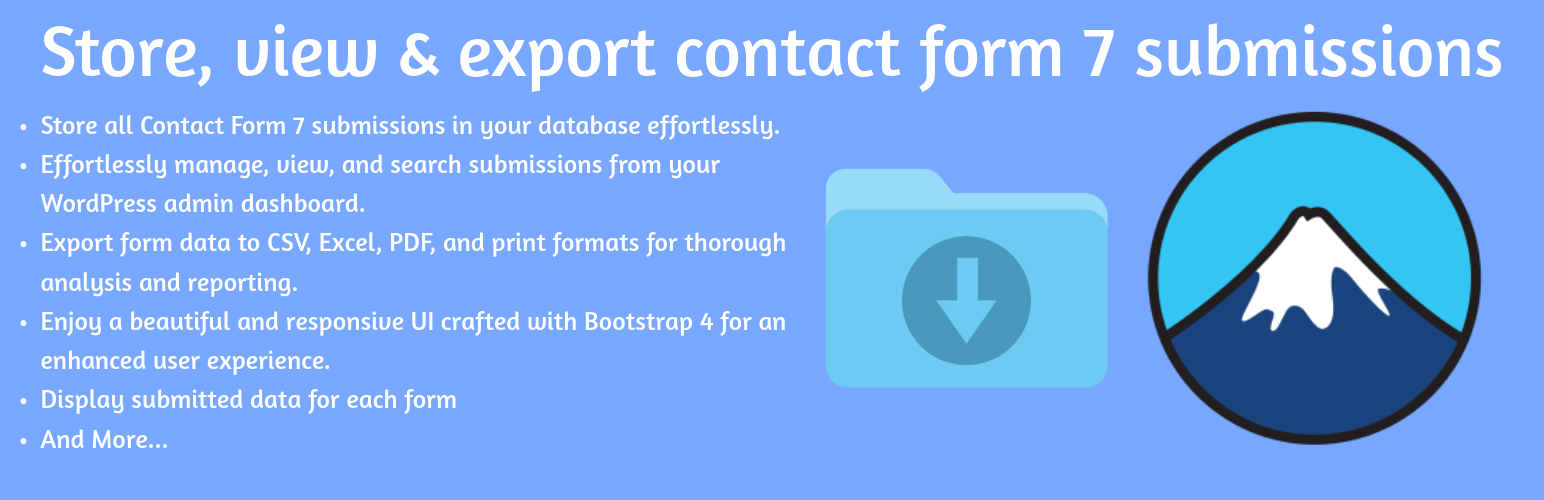 Store, view & export contact form 7 submissions
• Store all Contact Form 7 submissions in your database effortlessly.
• Effortlessly manage, view, and search submissions from your
WordPress admin dashboard.
• Export form data to CSV, Excel, PDF, and print formats for thorough
analysis and reporting.
• Enjoy a beautiful and responsive UI crafted with Bootstrap 4 for an
enhanced user experience.
• Display submitted data for each form
• And More...